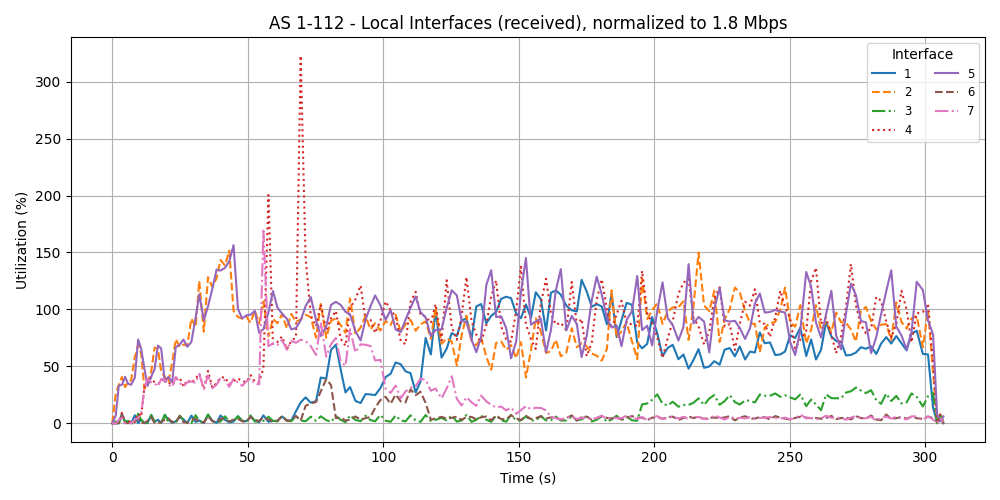 AS 1-112 - Local Interfaces (received), normalized to 1.8 Mbps
Interface
1
2
3
4
5
6
7
Utilization (%)
300
250
200
150
100
50
0
0 50 100 150 200 250 300
Time (s)